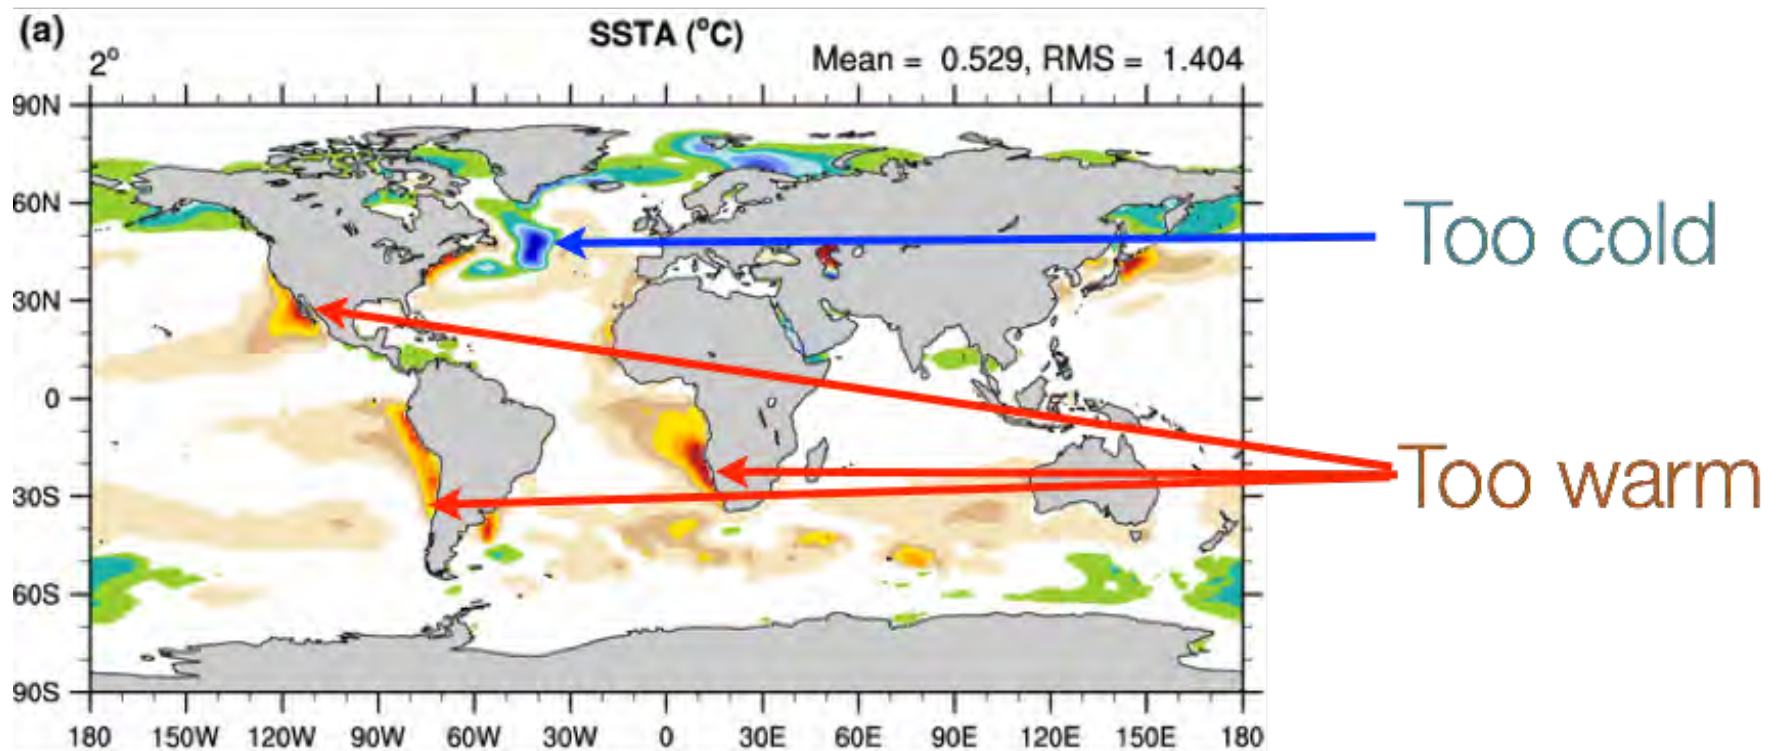 (a)
SSTA (°C)
2°
Mean = 0.529, RMS = 1.404
90N
60N
30N
0
30S
60S
90S
180 150W 120W 90W 60W 30W 0 30E 60E 90E 120E 150E 180
Too cold
Too warm